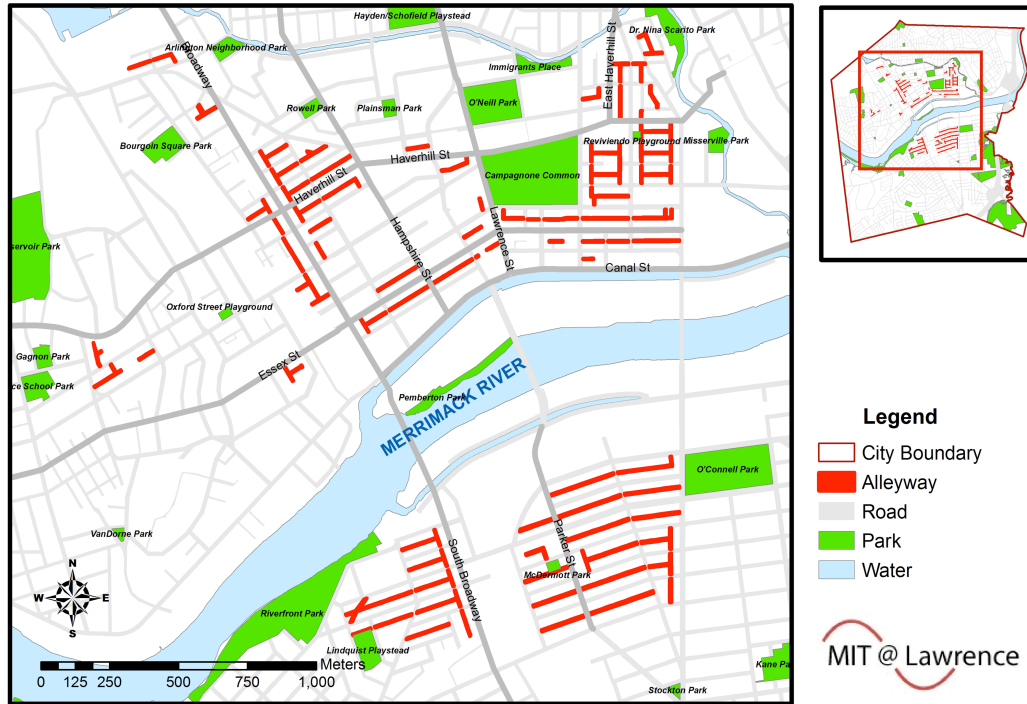 Hayden/Schofield Playstead
Dr. Nina Scarito Park
Arlington Neighborhood Park
Broadway
East Haverhill St
Immigrants Place
O'Neill Park
Rowell Park
Plainsman Park
Bourgoin Square Park
Reviviendo Playground
Misserville Park
Haverhill St
Campagnone Common
Haverhill St
Lawrence St
Hampshire St
servoir Park
Canal St
Oxford Street Playground
Gagnon Park
Essex St
ce School Park
Pemberton Park
MERRIMACK RIVER
O'Connell Park
VanDorne Park
Parker St
South Broadway
McDermott Park
N
W
E
S
Riverfront Park
Lindquist Playstead
Meters
0 125 250 500 750 1,000
Kane Pa
Stockton Park
Legend
City Boundary
Alleyway
Road
Park
Water
MIT @ Lawrence